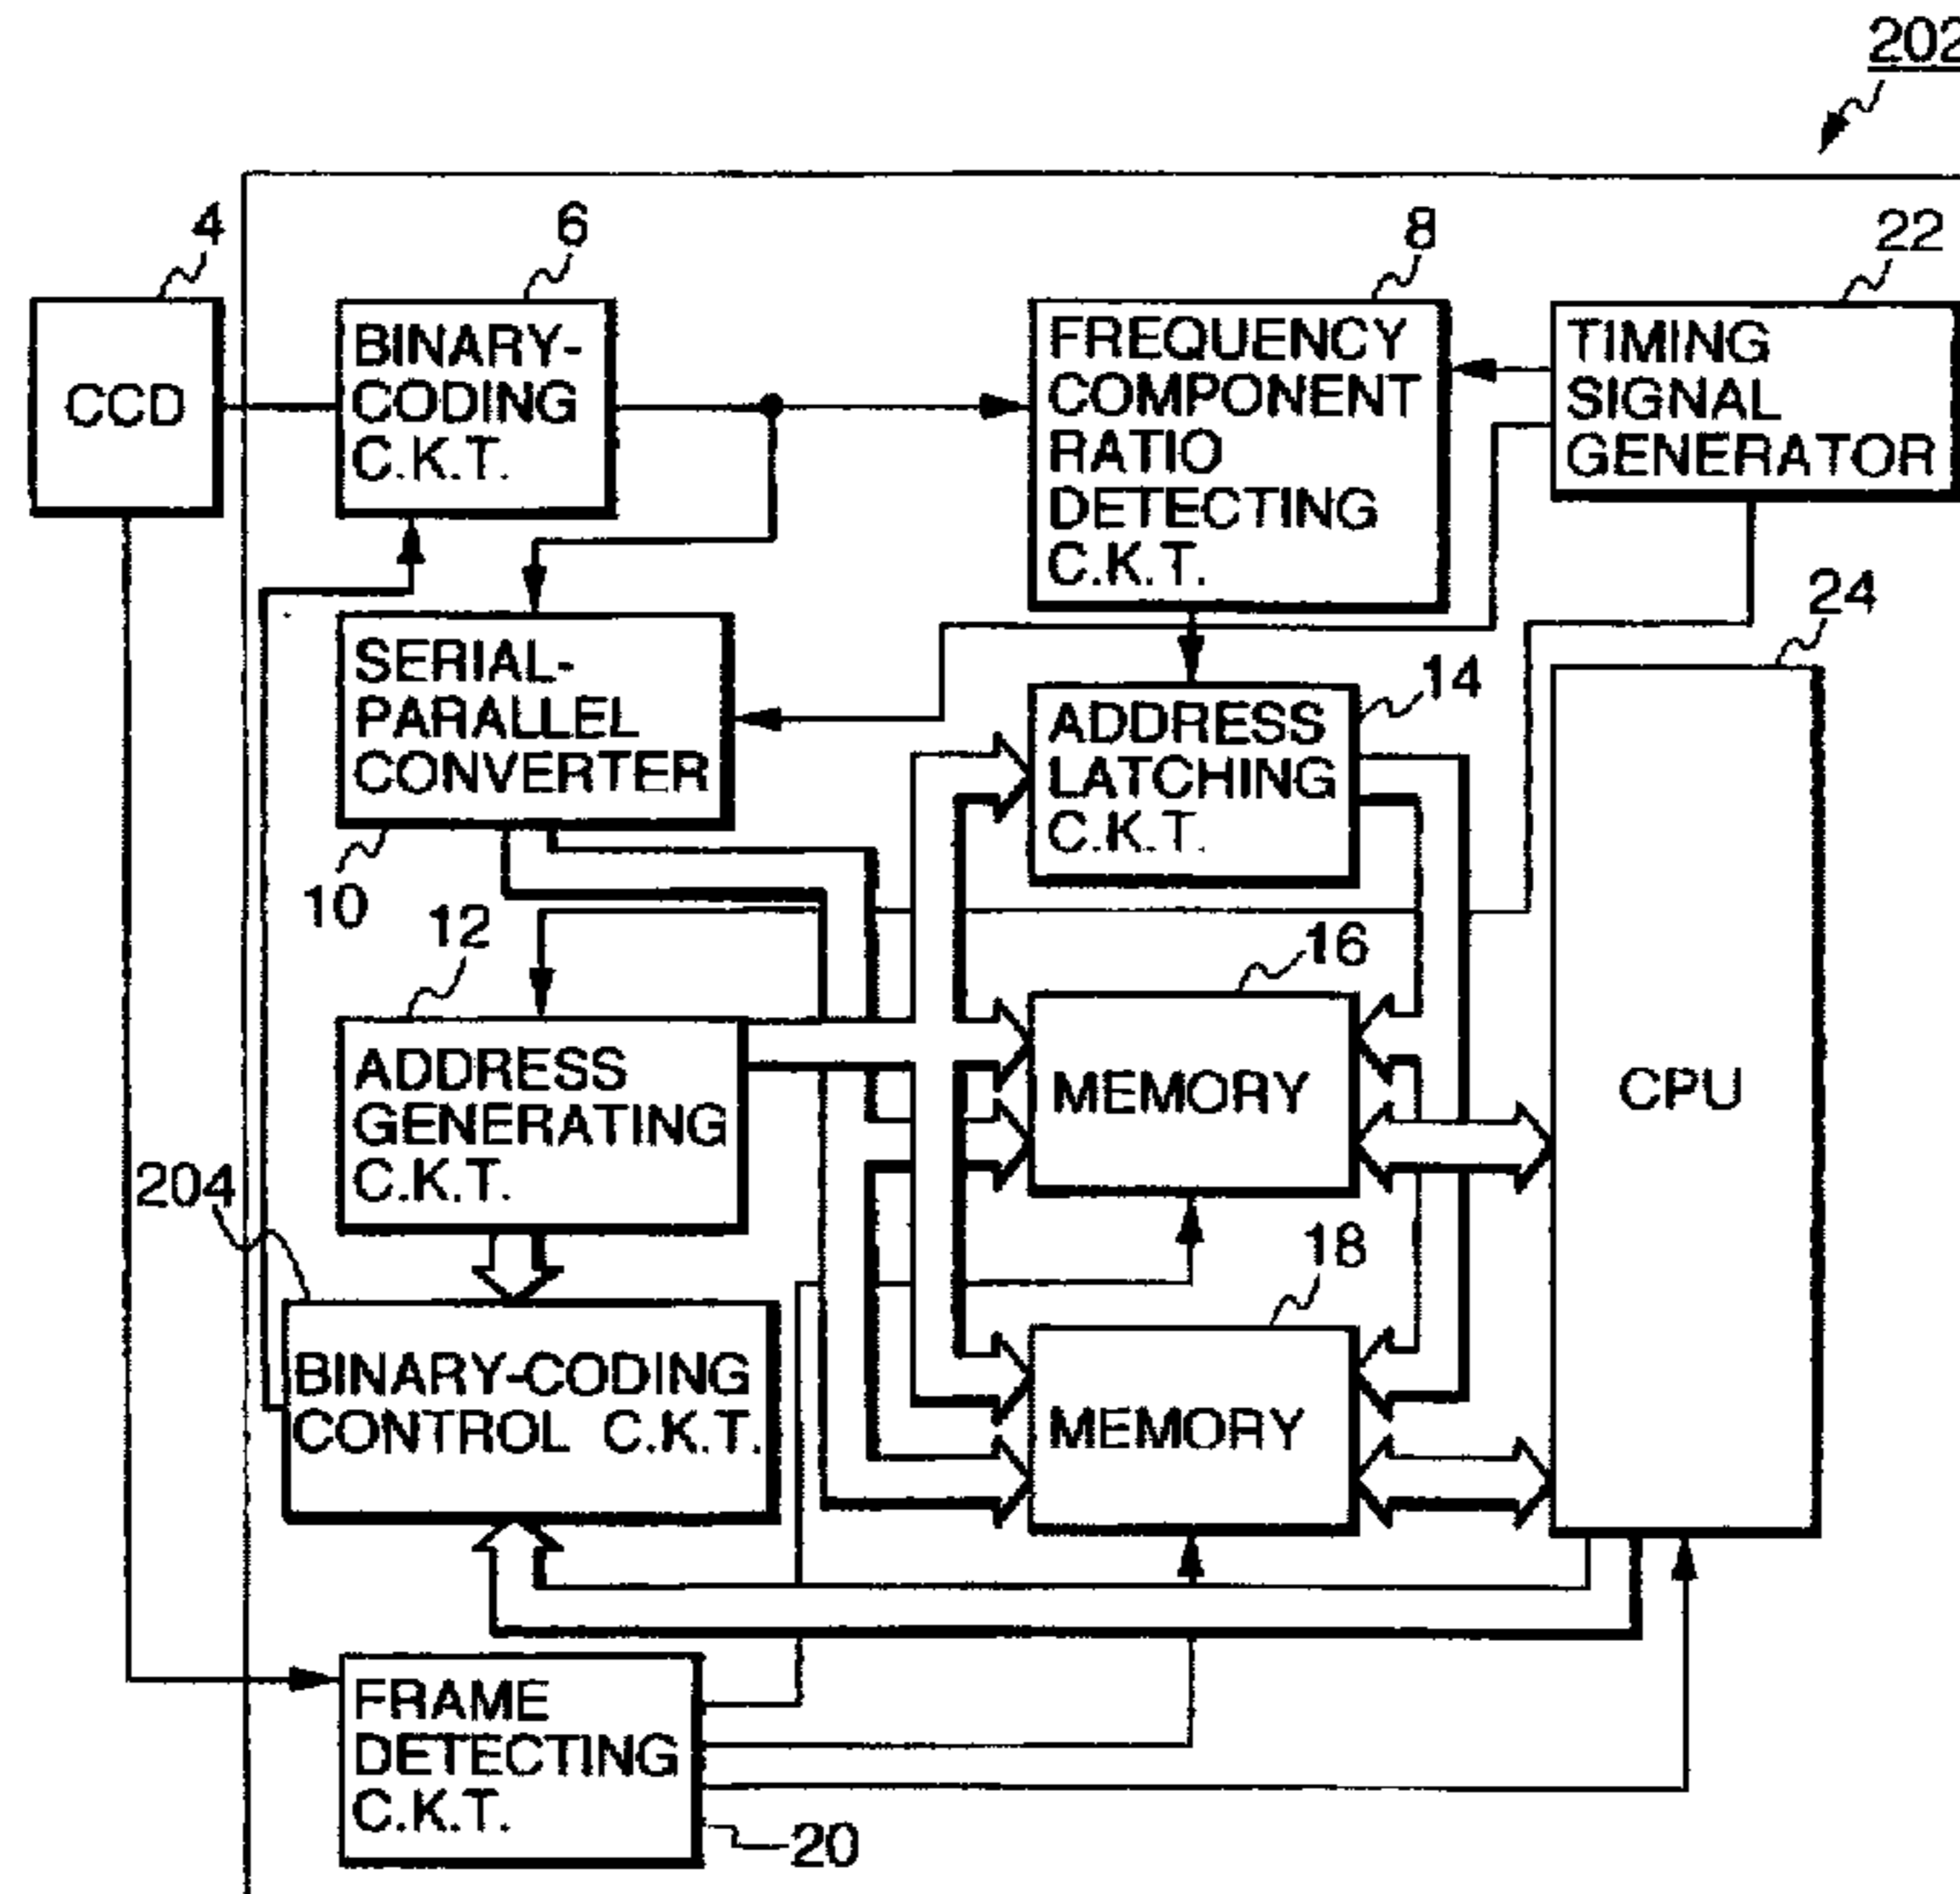 202
4
6
8
22
CCD
BINARY-
CODING
C.K.T.
FREQUENCY
COMPONENT
RATIO
DETECTING
C.K.T.
TIMING
SIGNAL
GENERATOR
24
SERIAL-
PARALLEL
CONVERTER
10
14
ADDRESS
LATCHING
C.K.T.
12
16
ADDRESS
GENERATING
C.K.T.
MEMORY
CPU
204
18
BINARY-CODING
CONTROL C.K.T.
MEMORY
FRAME
DETECTING
C.K.T.
20